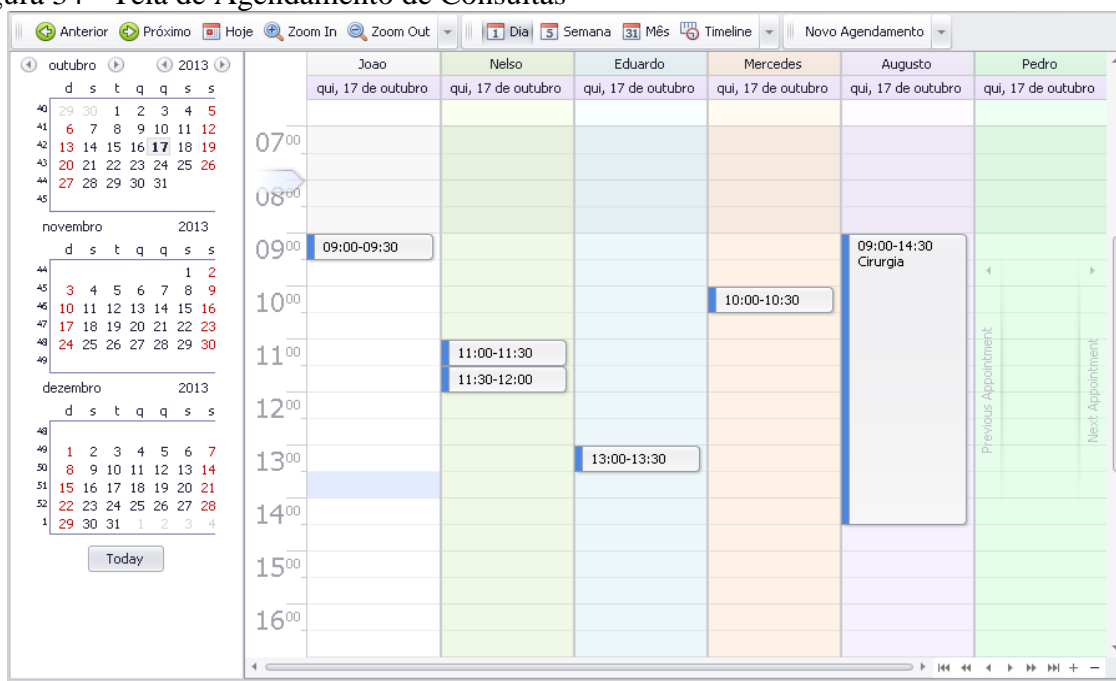 gura 34 - Tela de Agendamento de Consultas
Anterior Próximo Hoje Zoom In Zoom Out 1 Dia 5 Semana 31 Mês Timeline Novo Agendamento
outubro 2013
d s t q q s s
40 29 30 1 2 3 4 5
41 6 7 8 9 10 11 12
42 13 14 15 16 17 18 19
43 20 21 22 23 24 25 26
44 27 28 29 30 31
45
novembro 2013
d s t q q s s
44 1 2
45 3 4 5 6 7 8 9
46 10 11 12 13 14 15 16
47 17 18 19 20 21 22 23
48 24 25 26 27 28 29 30
49
dezembro 2013
d s t q q s s
48
49 1 2 3 4 5 6 7
50 8 9 10 11 12 13 14
51 15 16 17 18 19 20 21
52 22 23 24 25 26 27 28
1 29 30 31 1 2 3 4
Today
Joao Nelso Eduardo Mercedes Augusto Pedro
qui, 17 de outubro qui, 17 de outubro qui, 17 de outubro qui, 17 de outubro qui, 17 de outubro qui, 17 de outubro
07 00
08 00
09 00 09:00-09:30 09:00-14:30
Cirurgia
10 00 10:00-10:30
11 00 11:00-11:30
11:30-12:00
12 00
13 00 13:00-13:30
14 00
15 00
16 00
Previous Appointment
Next Appointment